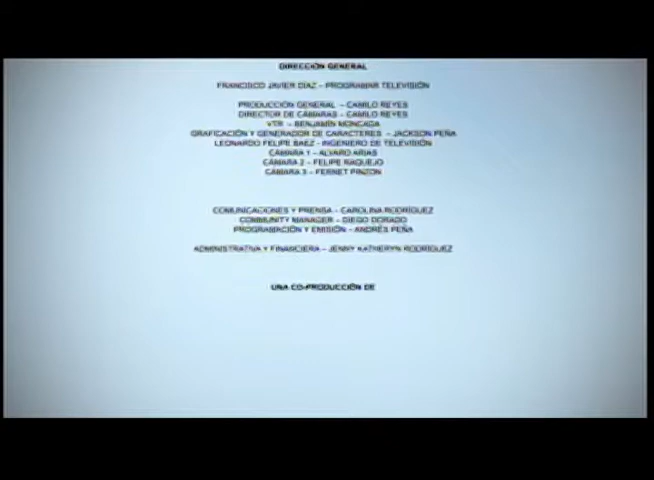 DIRECCIÓN GENERAL
FRANCISCO JAVIER DÍAZ – PROGRAMAR TELEVISIÓN
PRODUCCIÓN GENERAL – CAMILO REYES
DIRECTOR DE CÁMARAS – CAMILO REYES
VTR – BENJAMÍN MONCADA
GRAFICACIÓN Y GENERADOR DE CARACTERES – JACKSON PEÑA
LEONARDO FELIPE BAEZ - INGENIERO DE TELEVISIÓN
CÁMARA 1 – ALVARO ARIAS
CÁMARA 2 – FELIPE RAQUEJO
CÁMARA 3 – FERNET PINZON
COMUNICACIONES Y PRENSA – CAROLINA RODRÍGUEZ
COMMUNITY MANAGER – DIEGO DORADO
PROGRAMACIÓN Y EMISIÓN – ANDRÉS PEÑA
ADMINISTRATIVA Y FINANCIERA – JENNY KATHERYN RODRÍGUEZ
UNA CO-PRODUCCIÓN DE